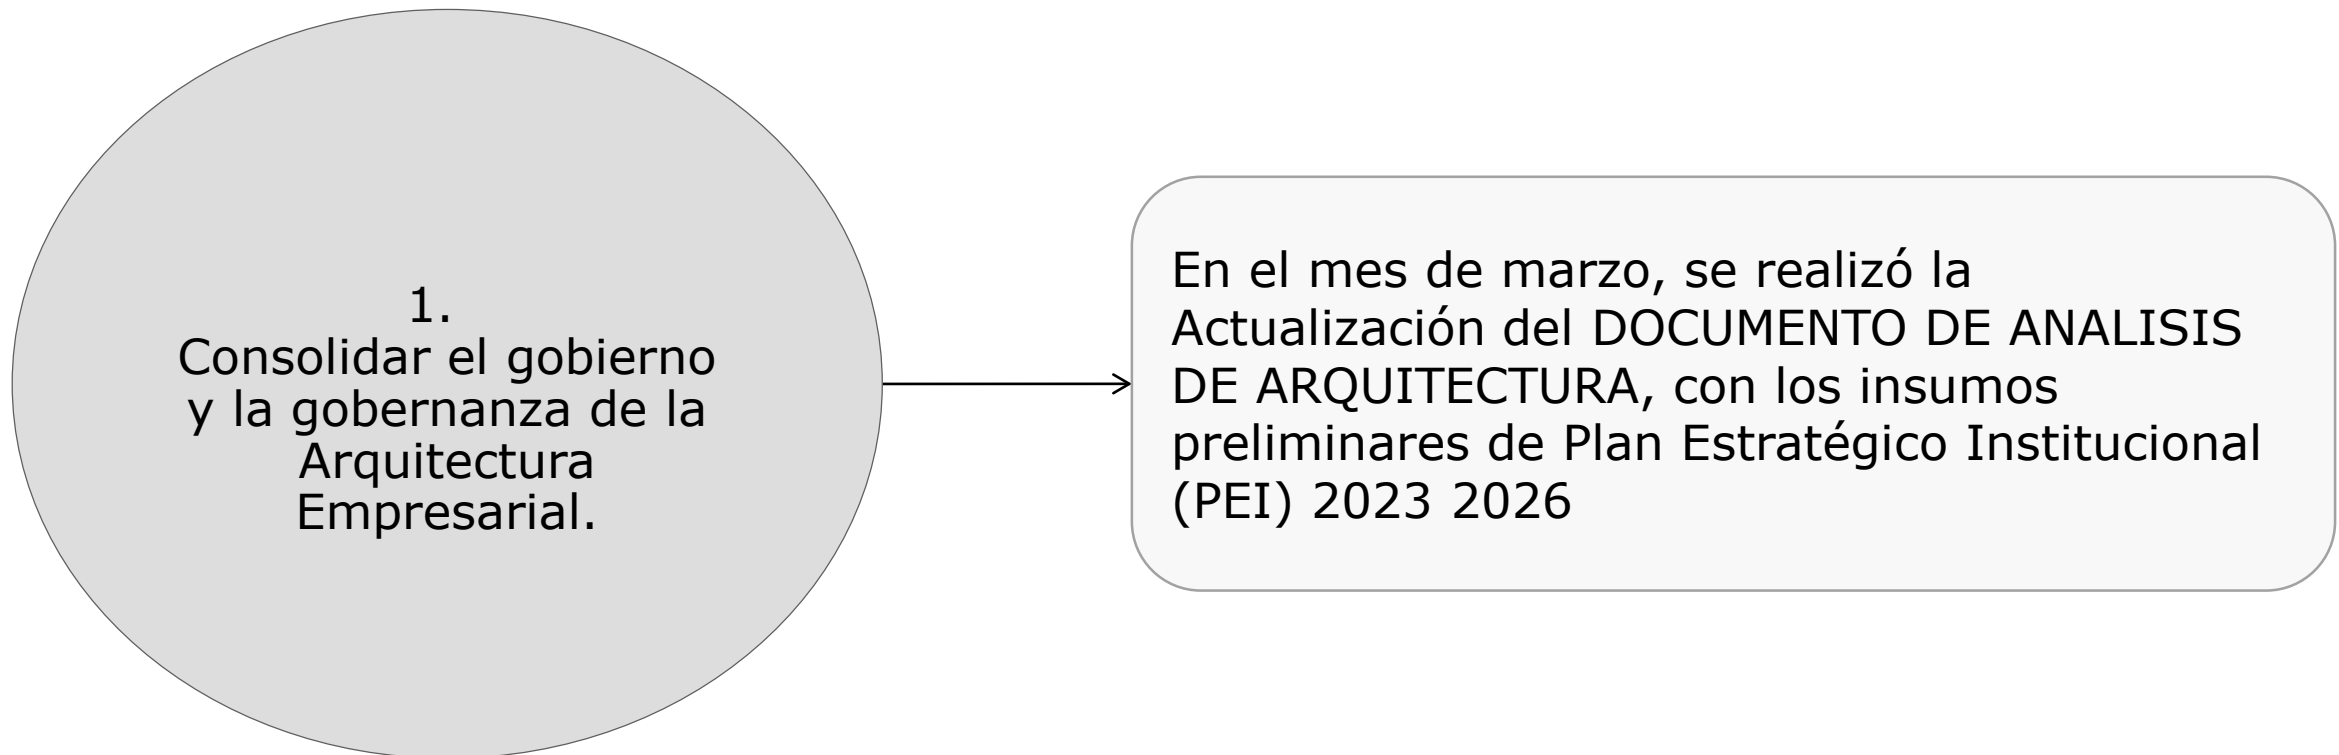 1.
Consolidar el gobierno
y la gobernanza de la
Arquitectura
Empresarial.
En el mes de marzo, se realizó la
Actualización del DOCUMENTO DE ANALISIS
DE ARQUITECTURA, con los insumos
preliminares de Plan Estratégico Institucional
(PEI) 2023 2026